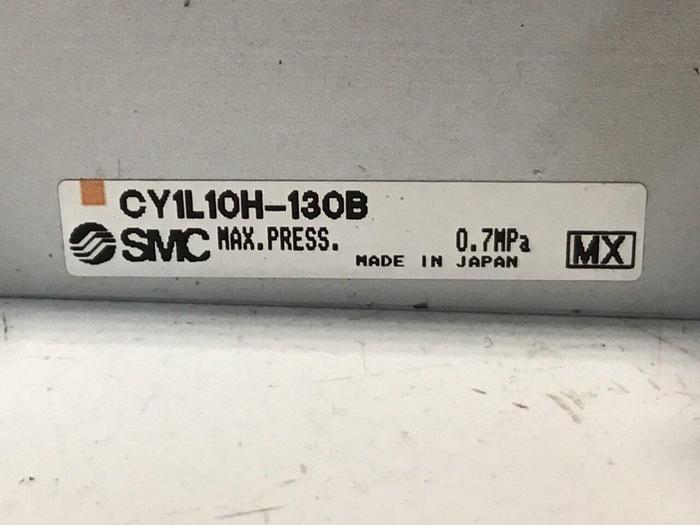 CY1L10H-130B
SMC MAX.PRESS. 0.7MPa
MADE IN JAPAN
MX